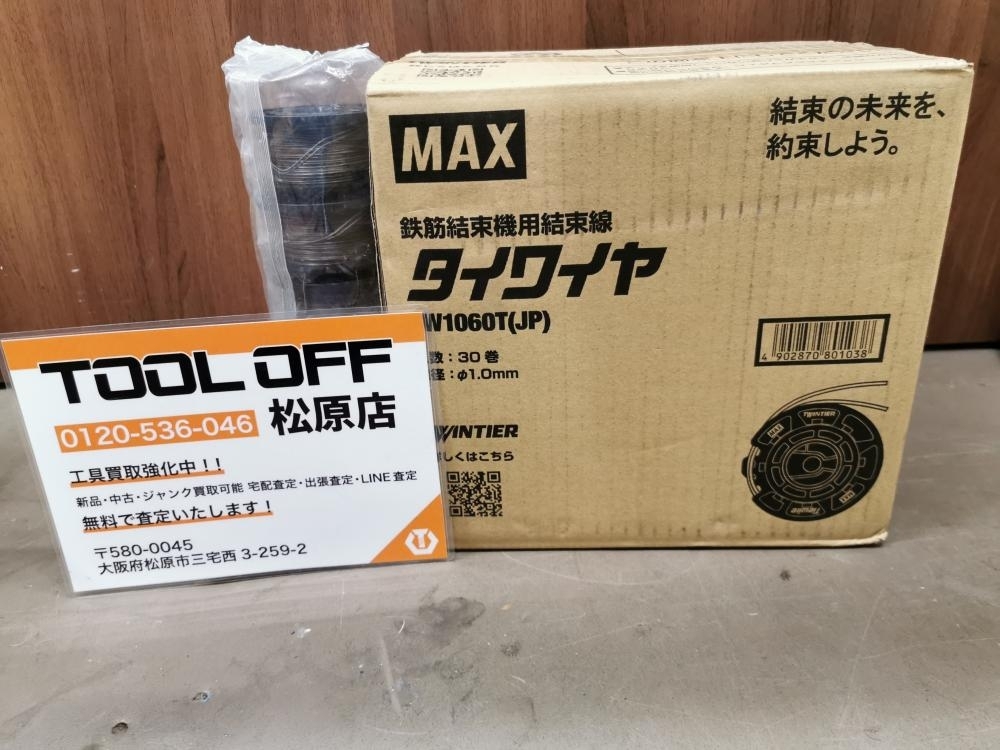 MAX
結束の未来を、
約束しよう。
鉄筋結束機用結束線
タイワイヤ
W1060T(JP)
数：30巻
径：φ1.0mm
WINTIER
しくはこちら
4 902870 801038
TWINTIER
MAX
MAX
TOOL OFF
0120-536-046 松原店
工具買取強化中！！
新品・中古・ジャンク買取可能 宅配査定・出張査定・LINE査定
無料で査定いたします！
〒580-0045
大阪府松原市三宅西 3-259-2